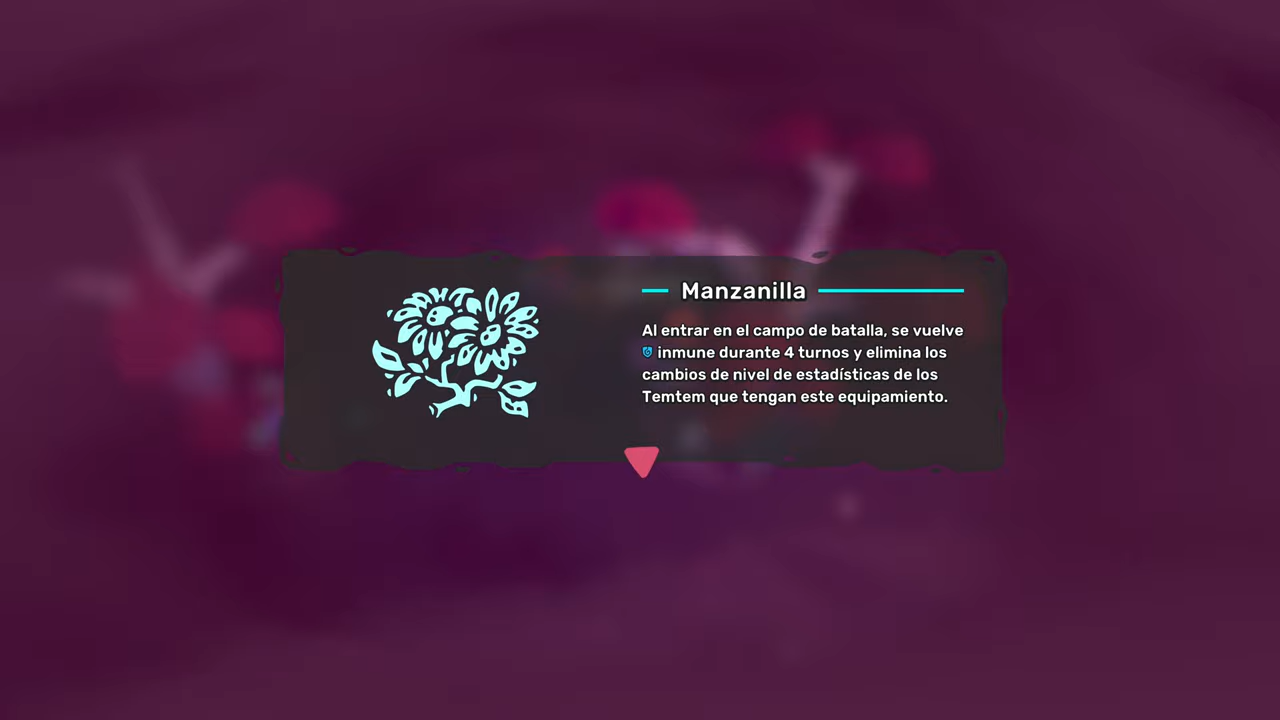 Manzanilla
Al entrar en el campo de batalla, se vuelve
inmune durante 4 turnos y elimina los
cambios de nivel de estadísticas de los
Temtem que tengan este equipamiento.